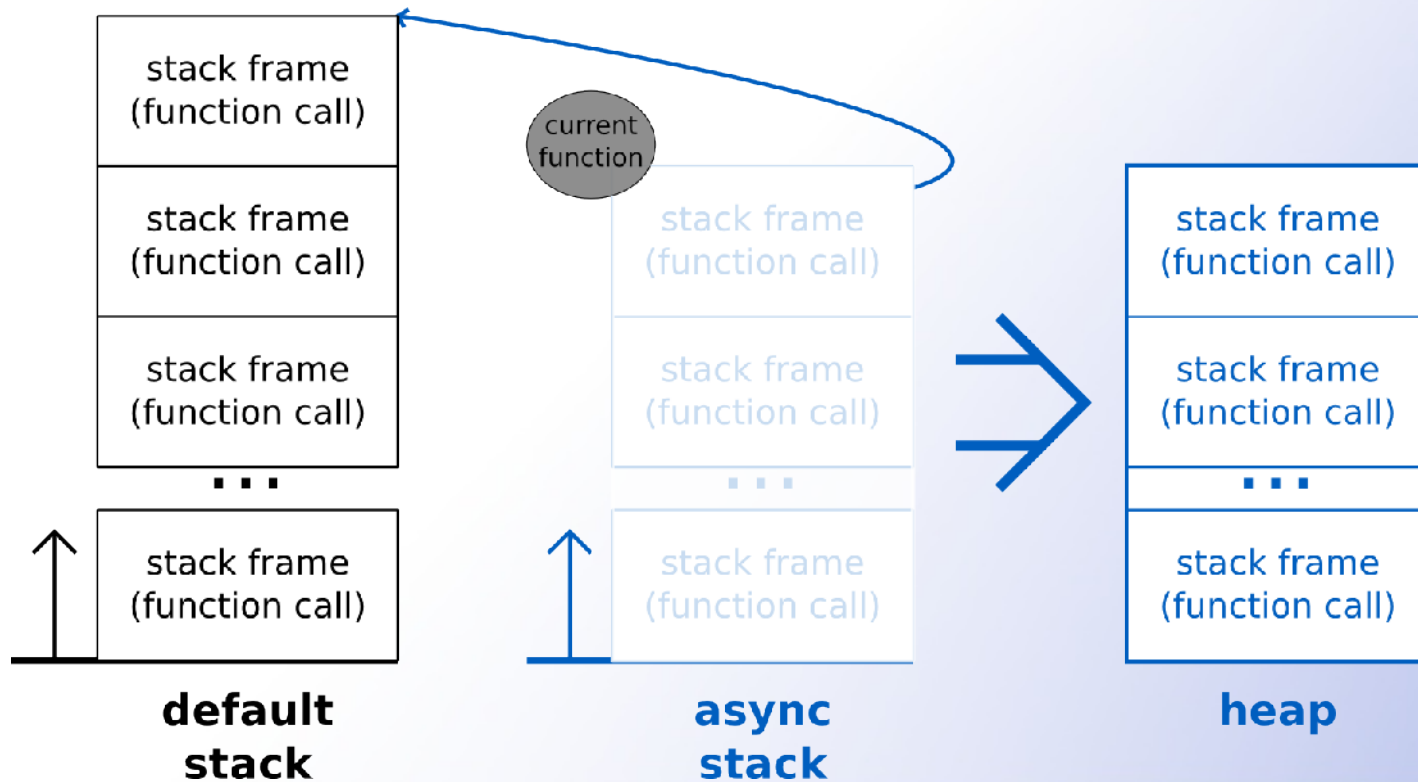 stack frame
(function call)
stack frame
(function call)
stack frame
(function call)
...
stack frame
(function call)
default
stack
current
function
stack frame
(function call)
stack frame
(function call)
...
stack frame
(function call)
async
stack
stack frame
(function call)
stack frame
(function call)
...
stack frame
(function call)
heap